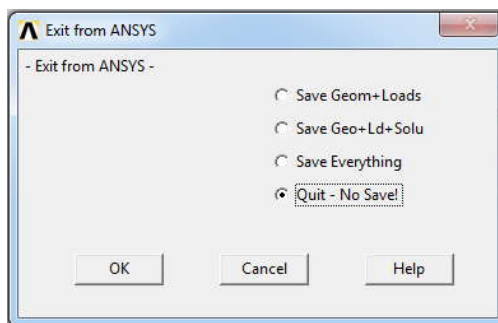 Exit from ANSYS
- Exit from ANSYS -
Save Geom+Loads
Save Geo+Ld+Solu
Save Everything
Quit - No Save!
OK Cancel Help